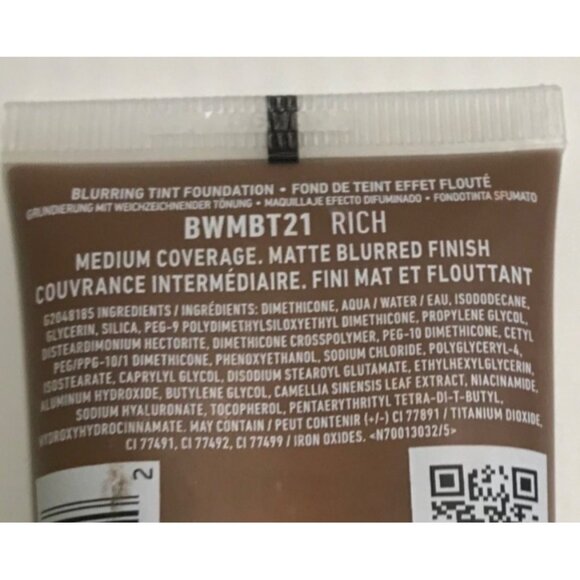 BLURRING TINT FOUNDATION • FOND DE TEINT EFFET FLOUTÉ
GRUNDIERUNG MIT WEICHZEICHNENDER TÖNUNG • MAQUILLAJE EFECTO DIFUMINADO • FONDOTINTA SFUMATO
BWMBT21 RICH
MEDIUM COVERAGE. MATTE BLURRED FINISH
COUVRANCE INTERMÉDIAIRE. FINI MAT ET FLOUTTANT
G2048185 INGREDIENTS / INGRÉDIENTS: DIMETHICONE, AQUA / WATER / EAU, ISODODECANE,
GLYCERIN, SILICA, PEG-9 POLYDIMETHYLSILOXYETHYL DIMETHICONE, PROPYLENE GLYCOL,
DISTEARDIMONIUM HECTORITE, DIMETHICONE CROSSPOLYMER, PEG-10 DIMETHICONE, CETYL
PEG/PPG-10/1 DIMETHICONE, PHENOXYETHANOL, SODIUM CHLORIDE, POLYGLYCERYL-4
ISOSTEARATE, CAPRYLYL GLYCOL, DISODIUM STEAROYL GLUTAMATE, ETHYLHEXYLGLYCERIN,
ALUMINUM HYDROXIDE, BUTYLENE GLYCOL, CAMELLIA SINENSIS LEAF EXTRACT, NIACINAMIDE,
SODIUM HYALURONATE, TOCOPHEROL, PENTAERYTHRITYL TETRA-DI-T-BUTYL
HYDROXYHYDROCINNAMATE. MAY CONTAIN / PEUT CONTENIR (+/-) CI 77891 / TITANIUM DIOXIDE,
CI 77491, CI 77492, CI 77499 / IRON OXIDES. <N70013032/5>
2